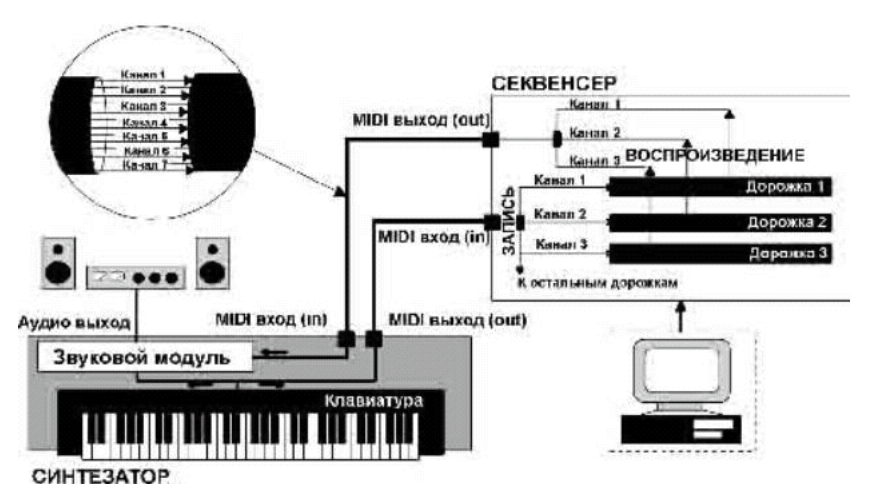 Канал 1
Канал 2
Канал 3
Канал 4
Канал 5
Канал 6
Канал 7
СЕКВЕНСЕР
MIDI выход (out)
Канал 1
Канал 2
Канал 3
ВОСПРОИЗВЕДЕНИЕ
ЗАПИСЬ
Канал 1
Дорожка 1
Канал 2
Дорожка 2
MIDI вход (in)
Канал 3
Дорожка 3
К остальным дорожкам
Аудио выход
MIDI вход (in)
MIDI выход (out)
Звуковой модуль
Клавиатура
СИНТЕЗАТОР